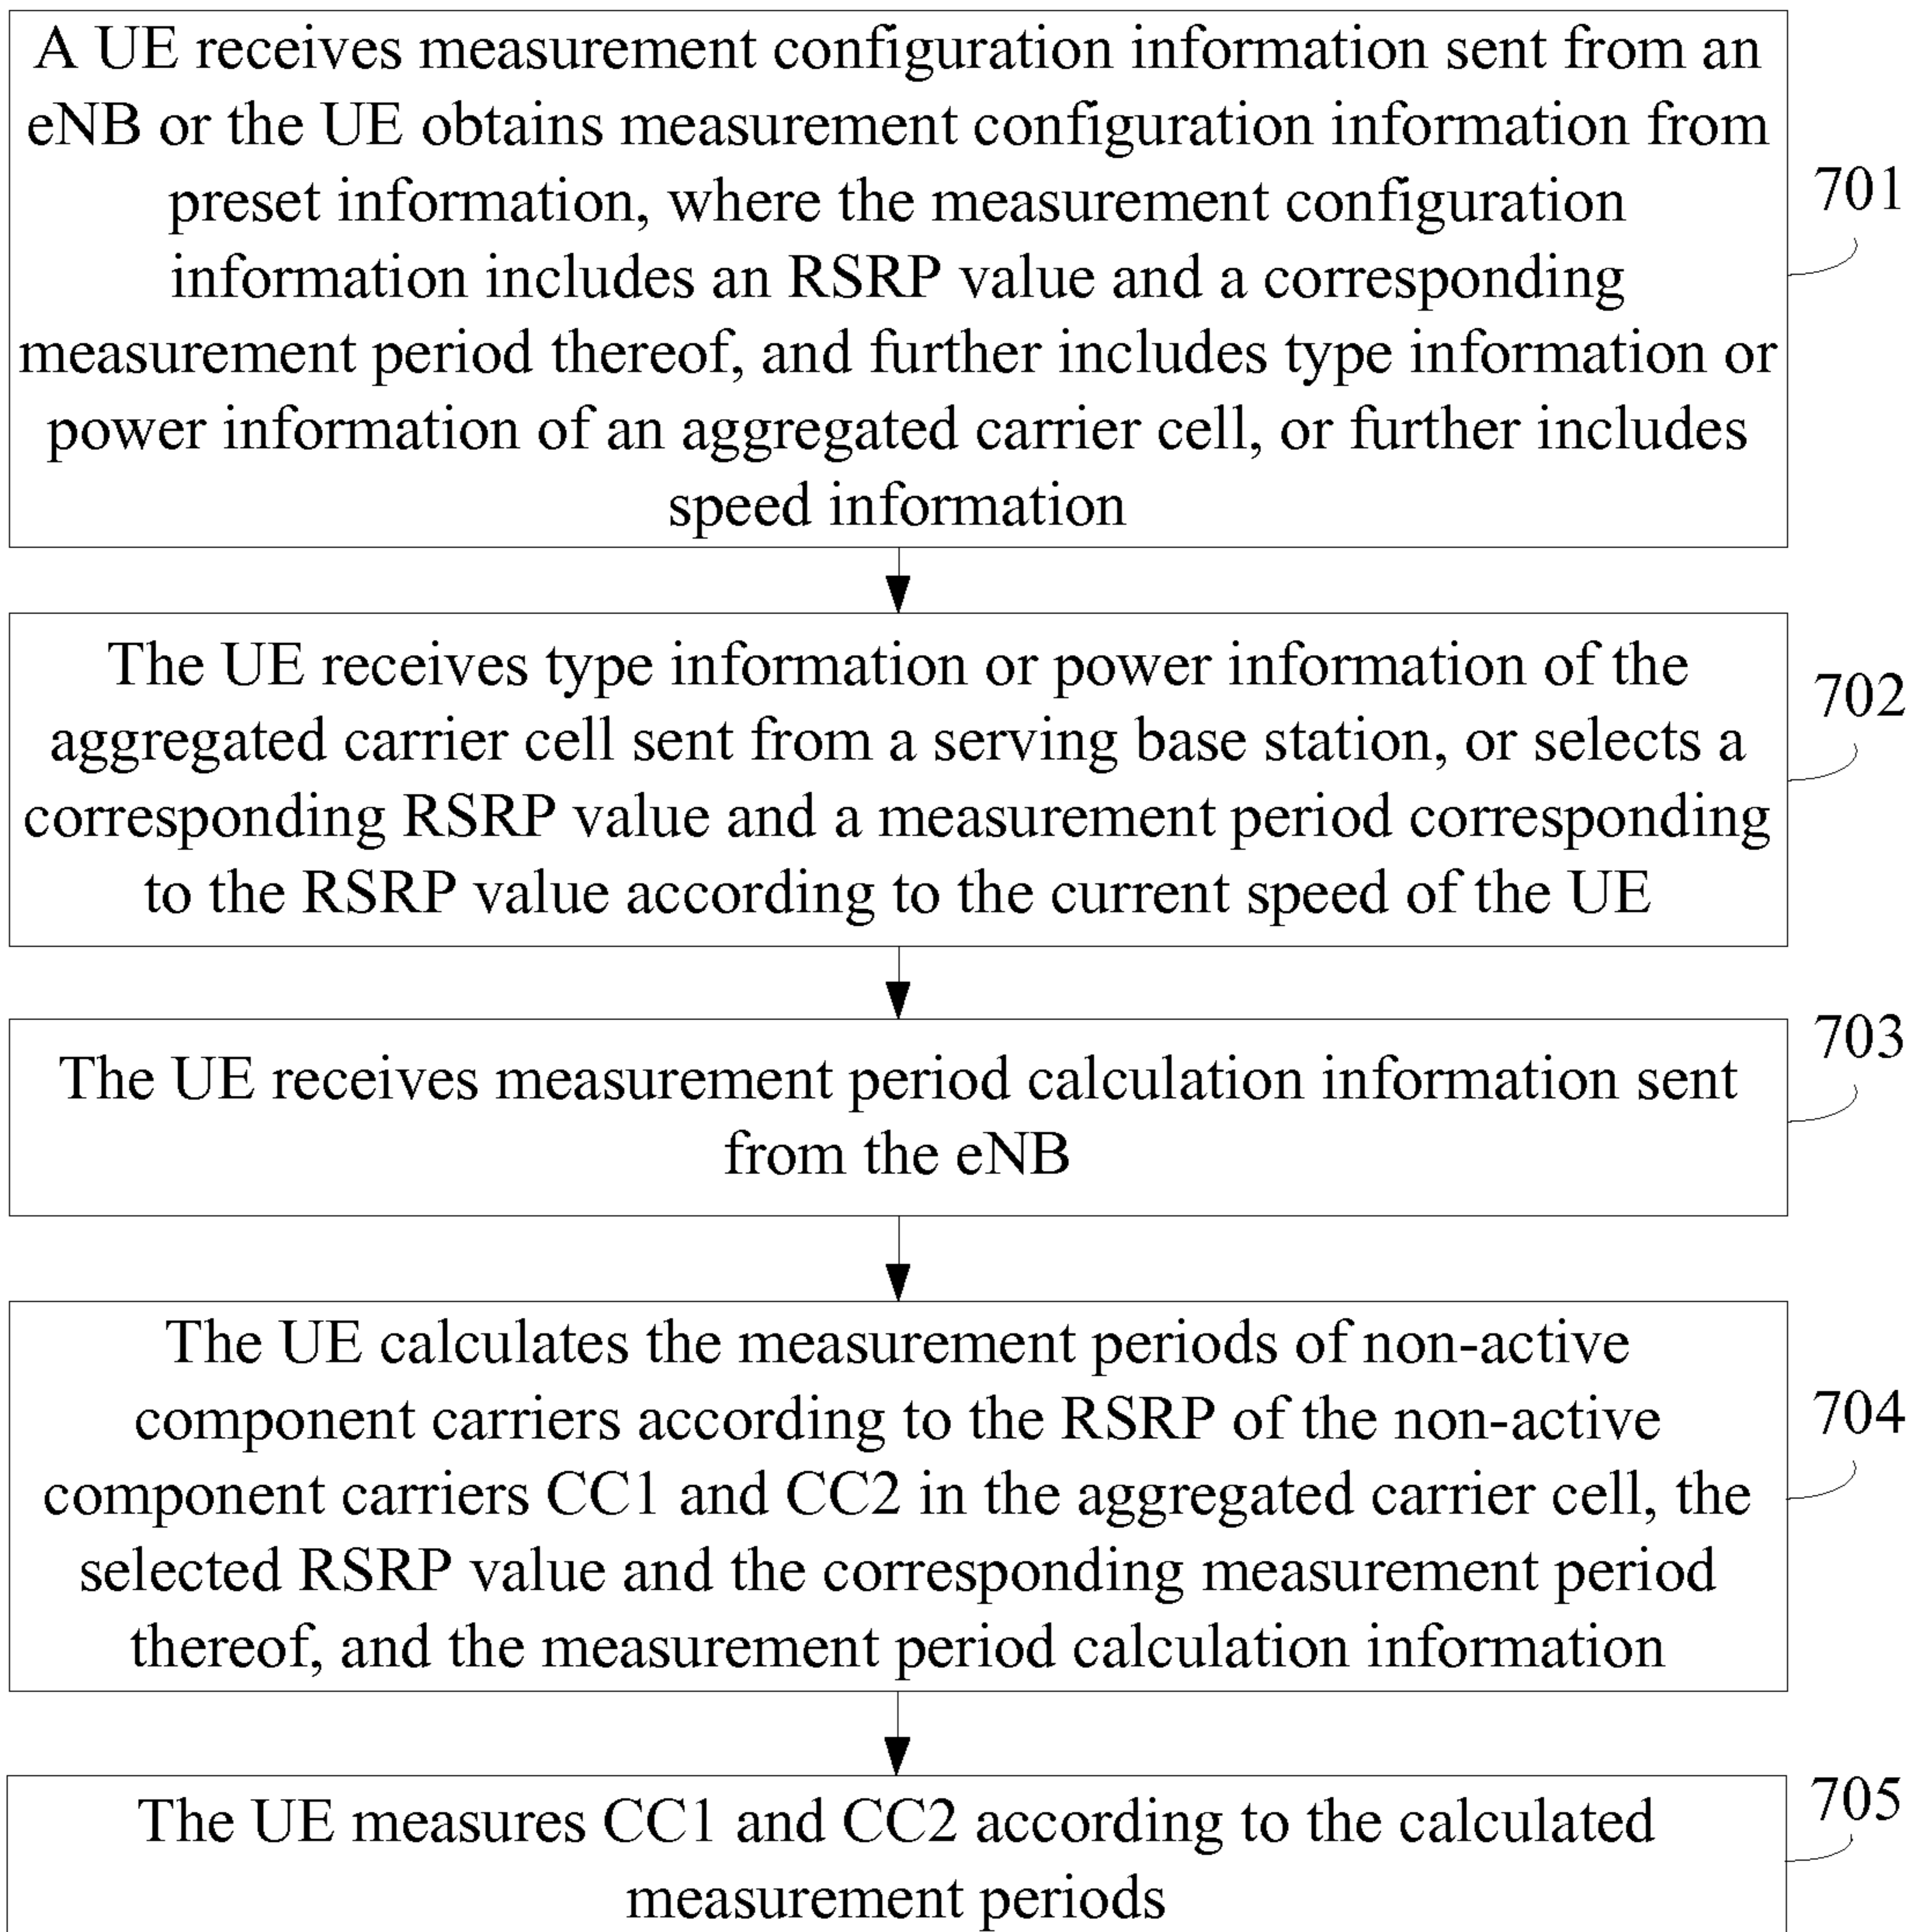 A UE receives measurement configuration information sent from an
eNB or the UE obtains measurement configuration information from
preset information, where the measurement configuration
information includes an RSRP value and a corresponding
measurement period thereof, and further includes type information or
power information of an aggregated carrier cell, or further includes
speed information
701
The UE receives type information or power information of the
aggregated carrier cell sent from a serving base station, or selects a
corresponding RSRP value and a measurement period corresponding
to the RSRP value according to the current speed of the UE
702
The UE receives measurement period calculation information sent
from the eNB
703
The UE calculates the measurement periods of non-active
component carriers according to the RSRP of the non-active
component carriers CC1 and CC2 in the aggregated carrier cell, the
selected RSRP value and the corresponding measurement period
thereof, and the measurement period calculation information
704
The UE measures CC1 and CC2 according to the calculated
measurement periods
705